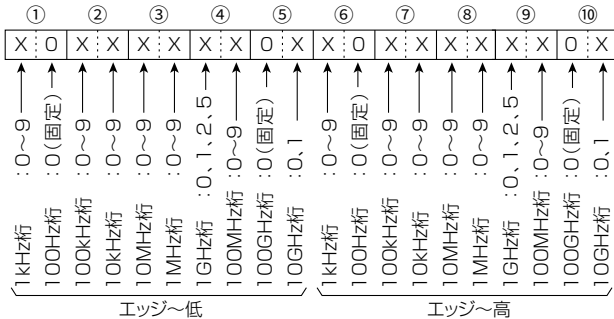 ① ② ③ ④ ⑤ ⑥ ⑦ ⑧ ⑨ ⑩
X 0 X X X X X X 0 X X 0 X X X X X X 0 X
1kHz桁:0〜9
100Hz桁:0(固定)
100kHz桁:0〜9
10kHz桁:0〜9
10MHz桁:0〜9
1MHz桁:0〜9
1GHz桁:0、1、2、5
100MHz桁:0〜9
100GHz桁:0(固定)
10GHz桁:0、1
1kHz桁:0〜9
100Hz桁:0(固定)
100kHz桁:0〜9
10kHz桁:0〜9
10MHz桁:0〜9
1MHz桁:0〜9
1GHz桁:0、1、2、5
100MHz桁:0〜9
100GHz桁:0(固定)
10GHz桁:0、1
エッジ〜低
エッジ〜高